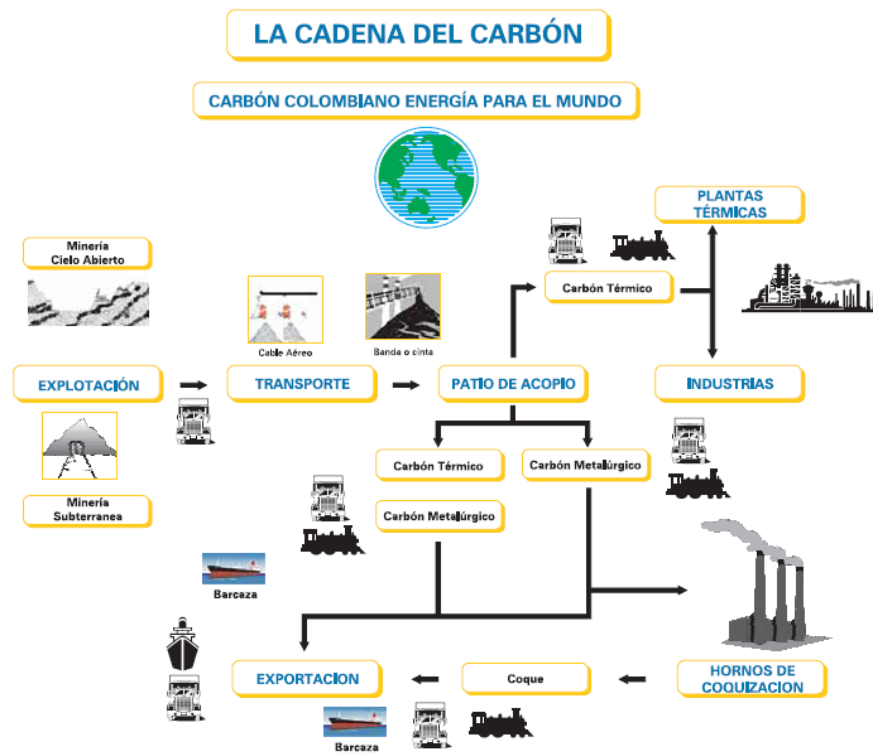 LA CADENA DEL CARBÓN
CARBÓN COLOMBIANO ENERGÍA PARA EL MUNDO
PLANTAS
TÉRMICAS
Minería
Cielo Abierto
Carbón Térmico
Cable Aéreo
Banda o cinta
EXPLOTACIÓN
TRANSPORTE
PATIO DE ACOPIO
INDUSTRIAS
Carbón Térmico
Carbón Metalúrgico
Minería
Subterranea
Carbón Metalúrgico
Barcaza
EXPORTACION
Coque
HORNOS DE
COQUIZACION
Barcaza